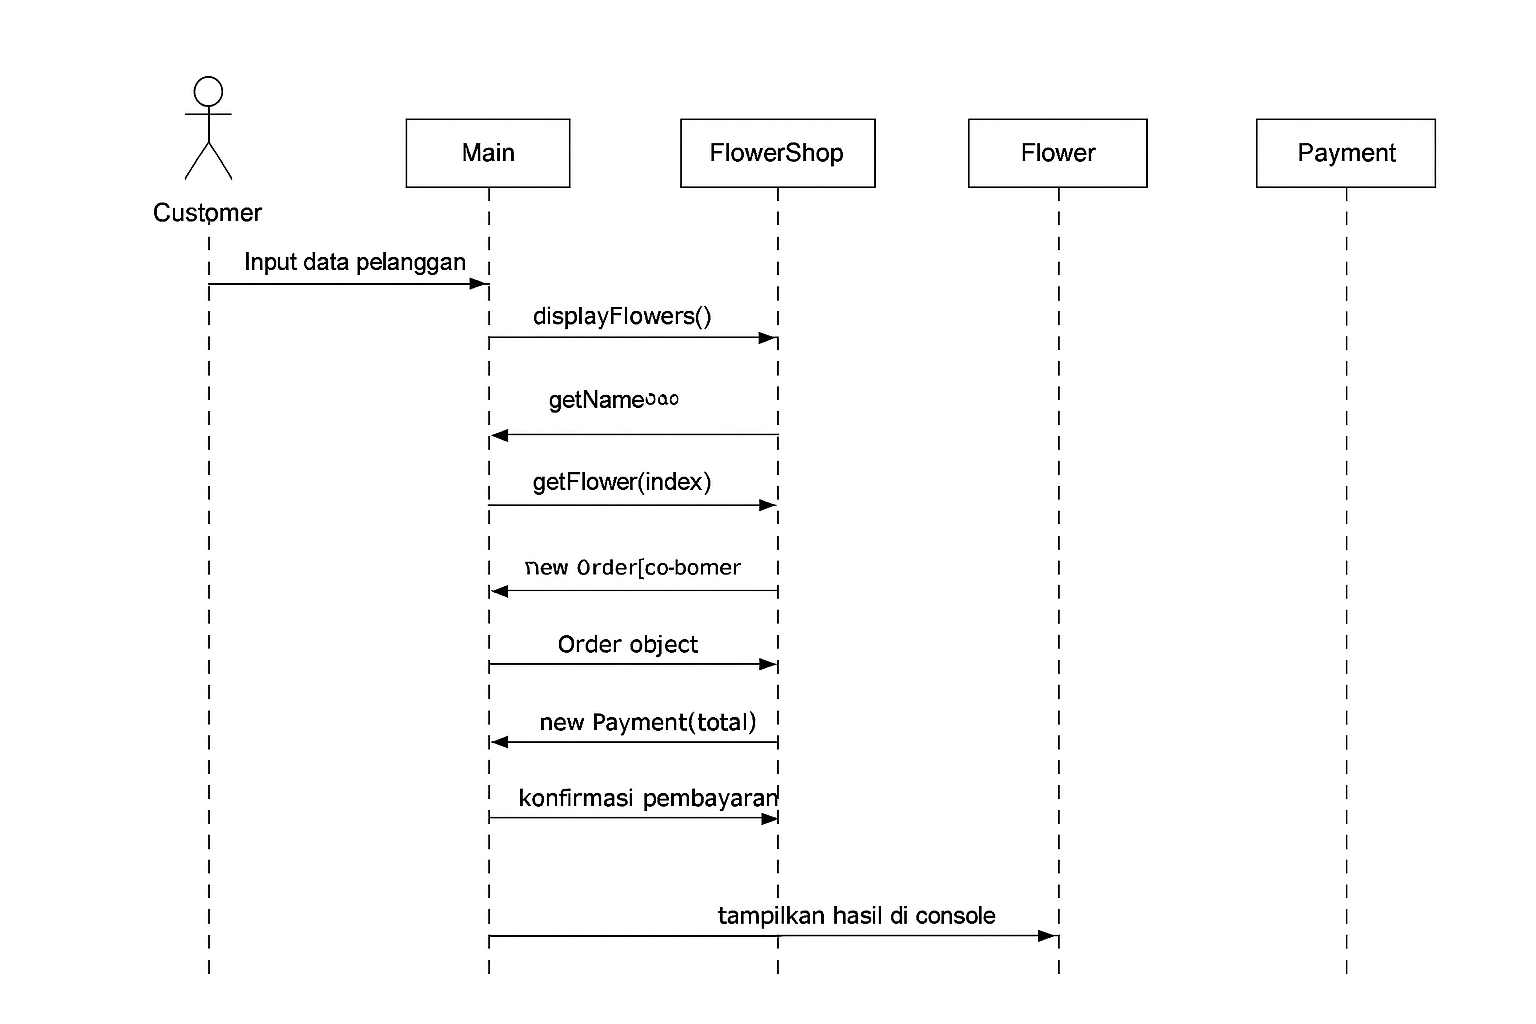 Main
FlowerShop
Flower
Payment
Customer
Input data pelanggan
displayFlowers()
getName
getFlower(index)
new Order[co-bomer
Order object
new Payment(total)
konfirmasi pembayaran
tampilkan hasil di console